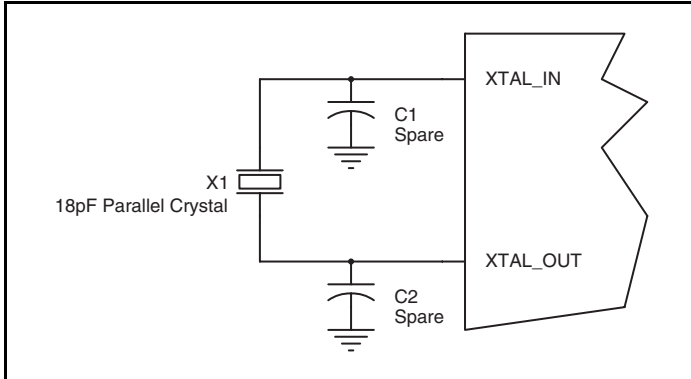 XTAL_IN
C1
Spare
X1
18pF Parallel Crystal
XTAL_OUT
C2
Spare